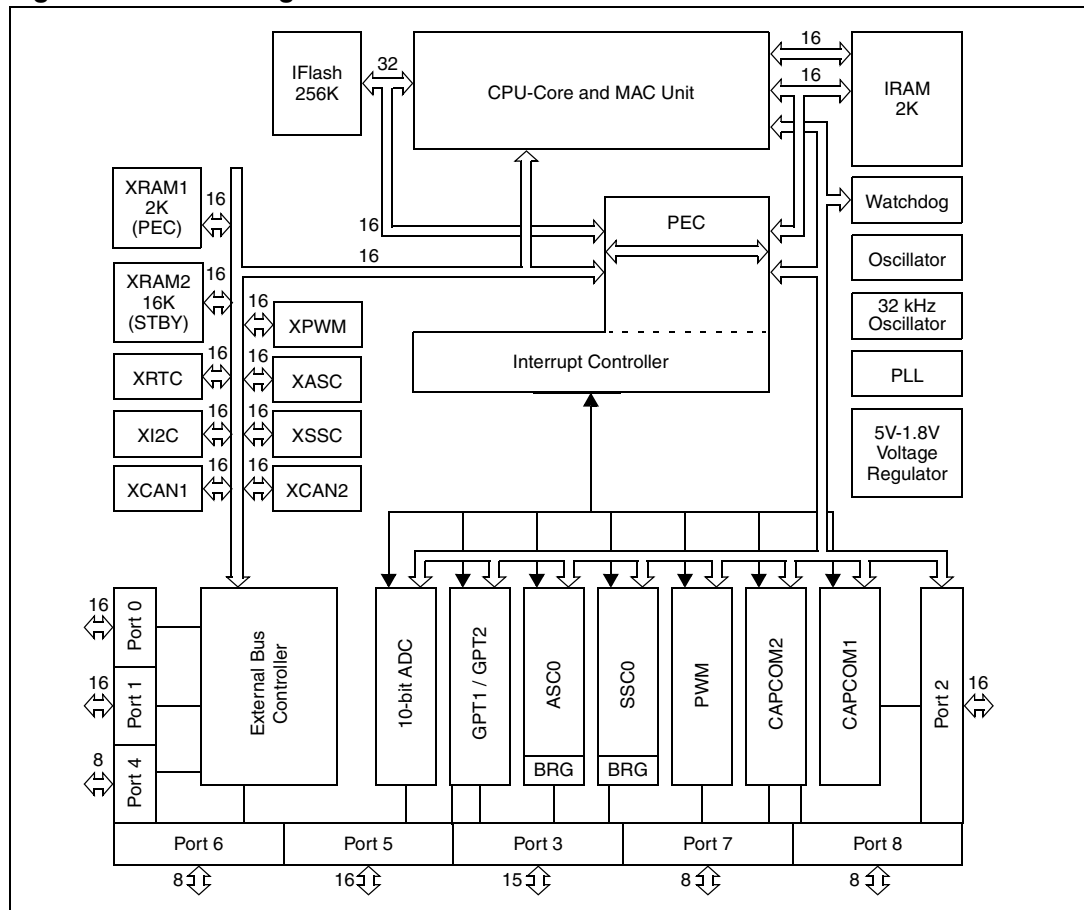 16
32
IFlash
256K
CPU-Core and MAC Unit
16
IRAM
2K
XRAM1
2K
(PEC)
16
16
PEC
Watchdog
16
Oscillator
XRAM2
16K
(STBY)
16
16
XPWM
32 kHz
Oscillator
XRTC
16
16
XASC
Interrupt Controller
PLL
XI2C
16
16
XSSC
5V-1.8V
Voltage
Regulator
XCAN1
16
16
XCAN2
16
Port 0
16
Port 1
8
Port 4
External Bus
Controller
10-bit ADC
GPT1 / GPT2
ASC0
BRG
SSC0
BRG
PWM
CAPCOM2
CAPCOM1
Port 2
16
Port 6
Port 5
Port 3
Port 7
Port 8
8
16
15
8
8